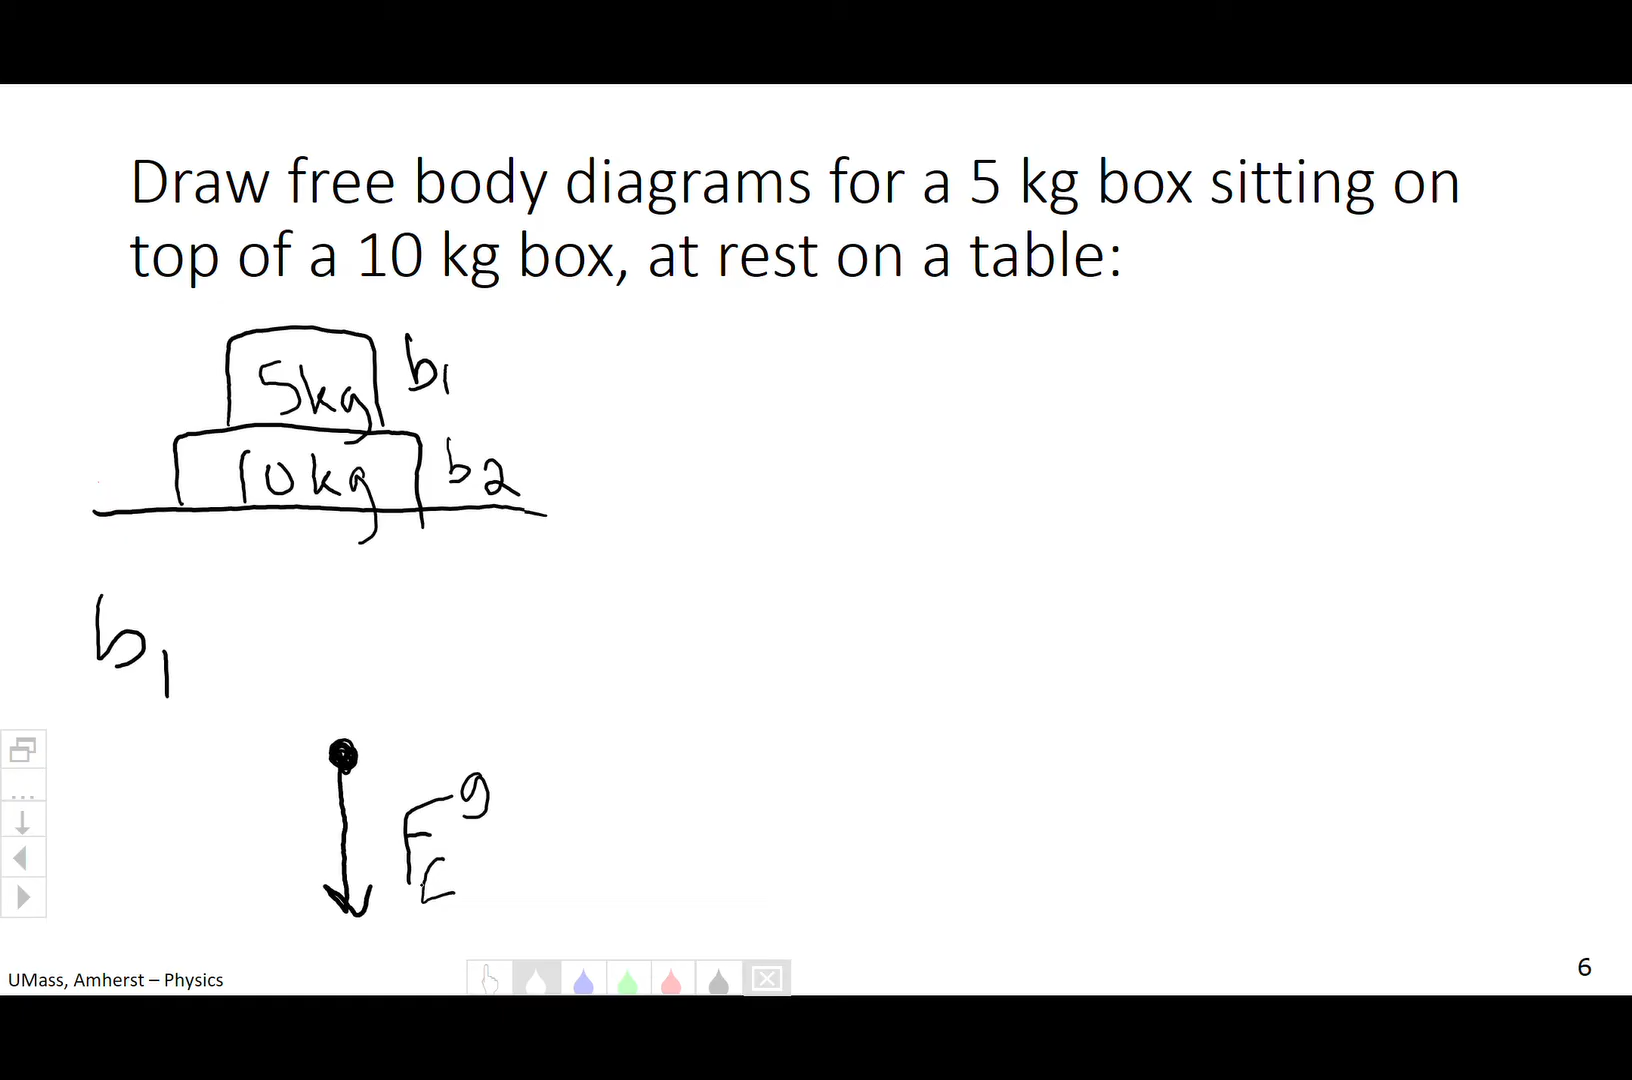 Draw free body diagrams for a 5 kg box sitting on
top of a 10 kg box, at rest on a table:
5kg b1
10kg b2
b1
F g
UMass, Amherst – Physics
6